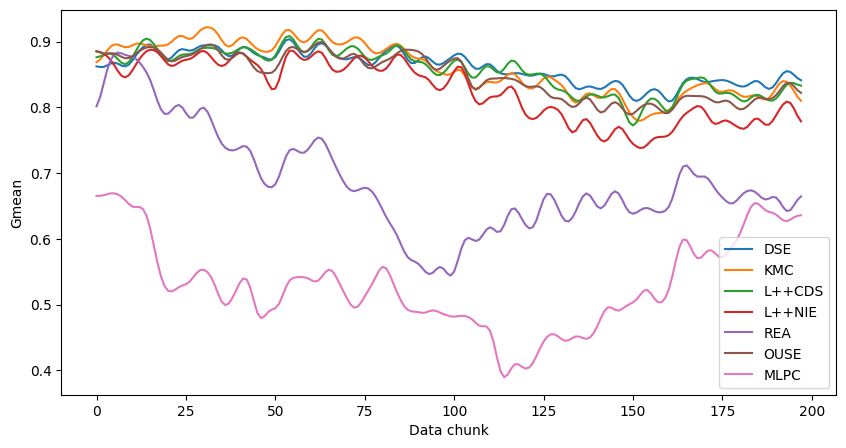 0.9
0.8
0.7
0.6
0.5
0.4
Gmean
0
25
50
75
100
125
150
175
200
Data chunk
DSE
KMC
L++CDS
L++NIE
REA
OUSE
MLPC